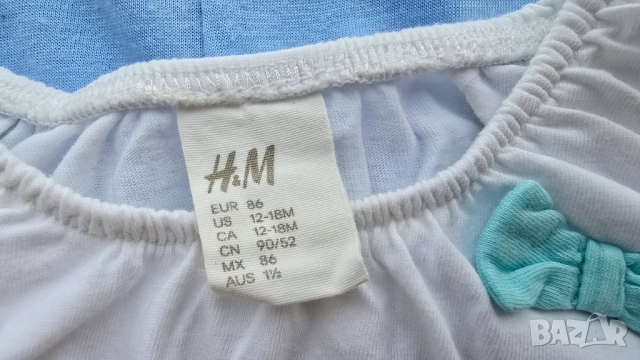 H&M
EUR 86
US 12-18M
CA 12-18M
CN 90/52
MX 86
AUS 1½
BAZAR